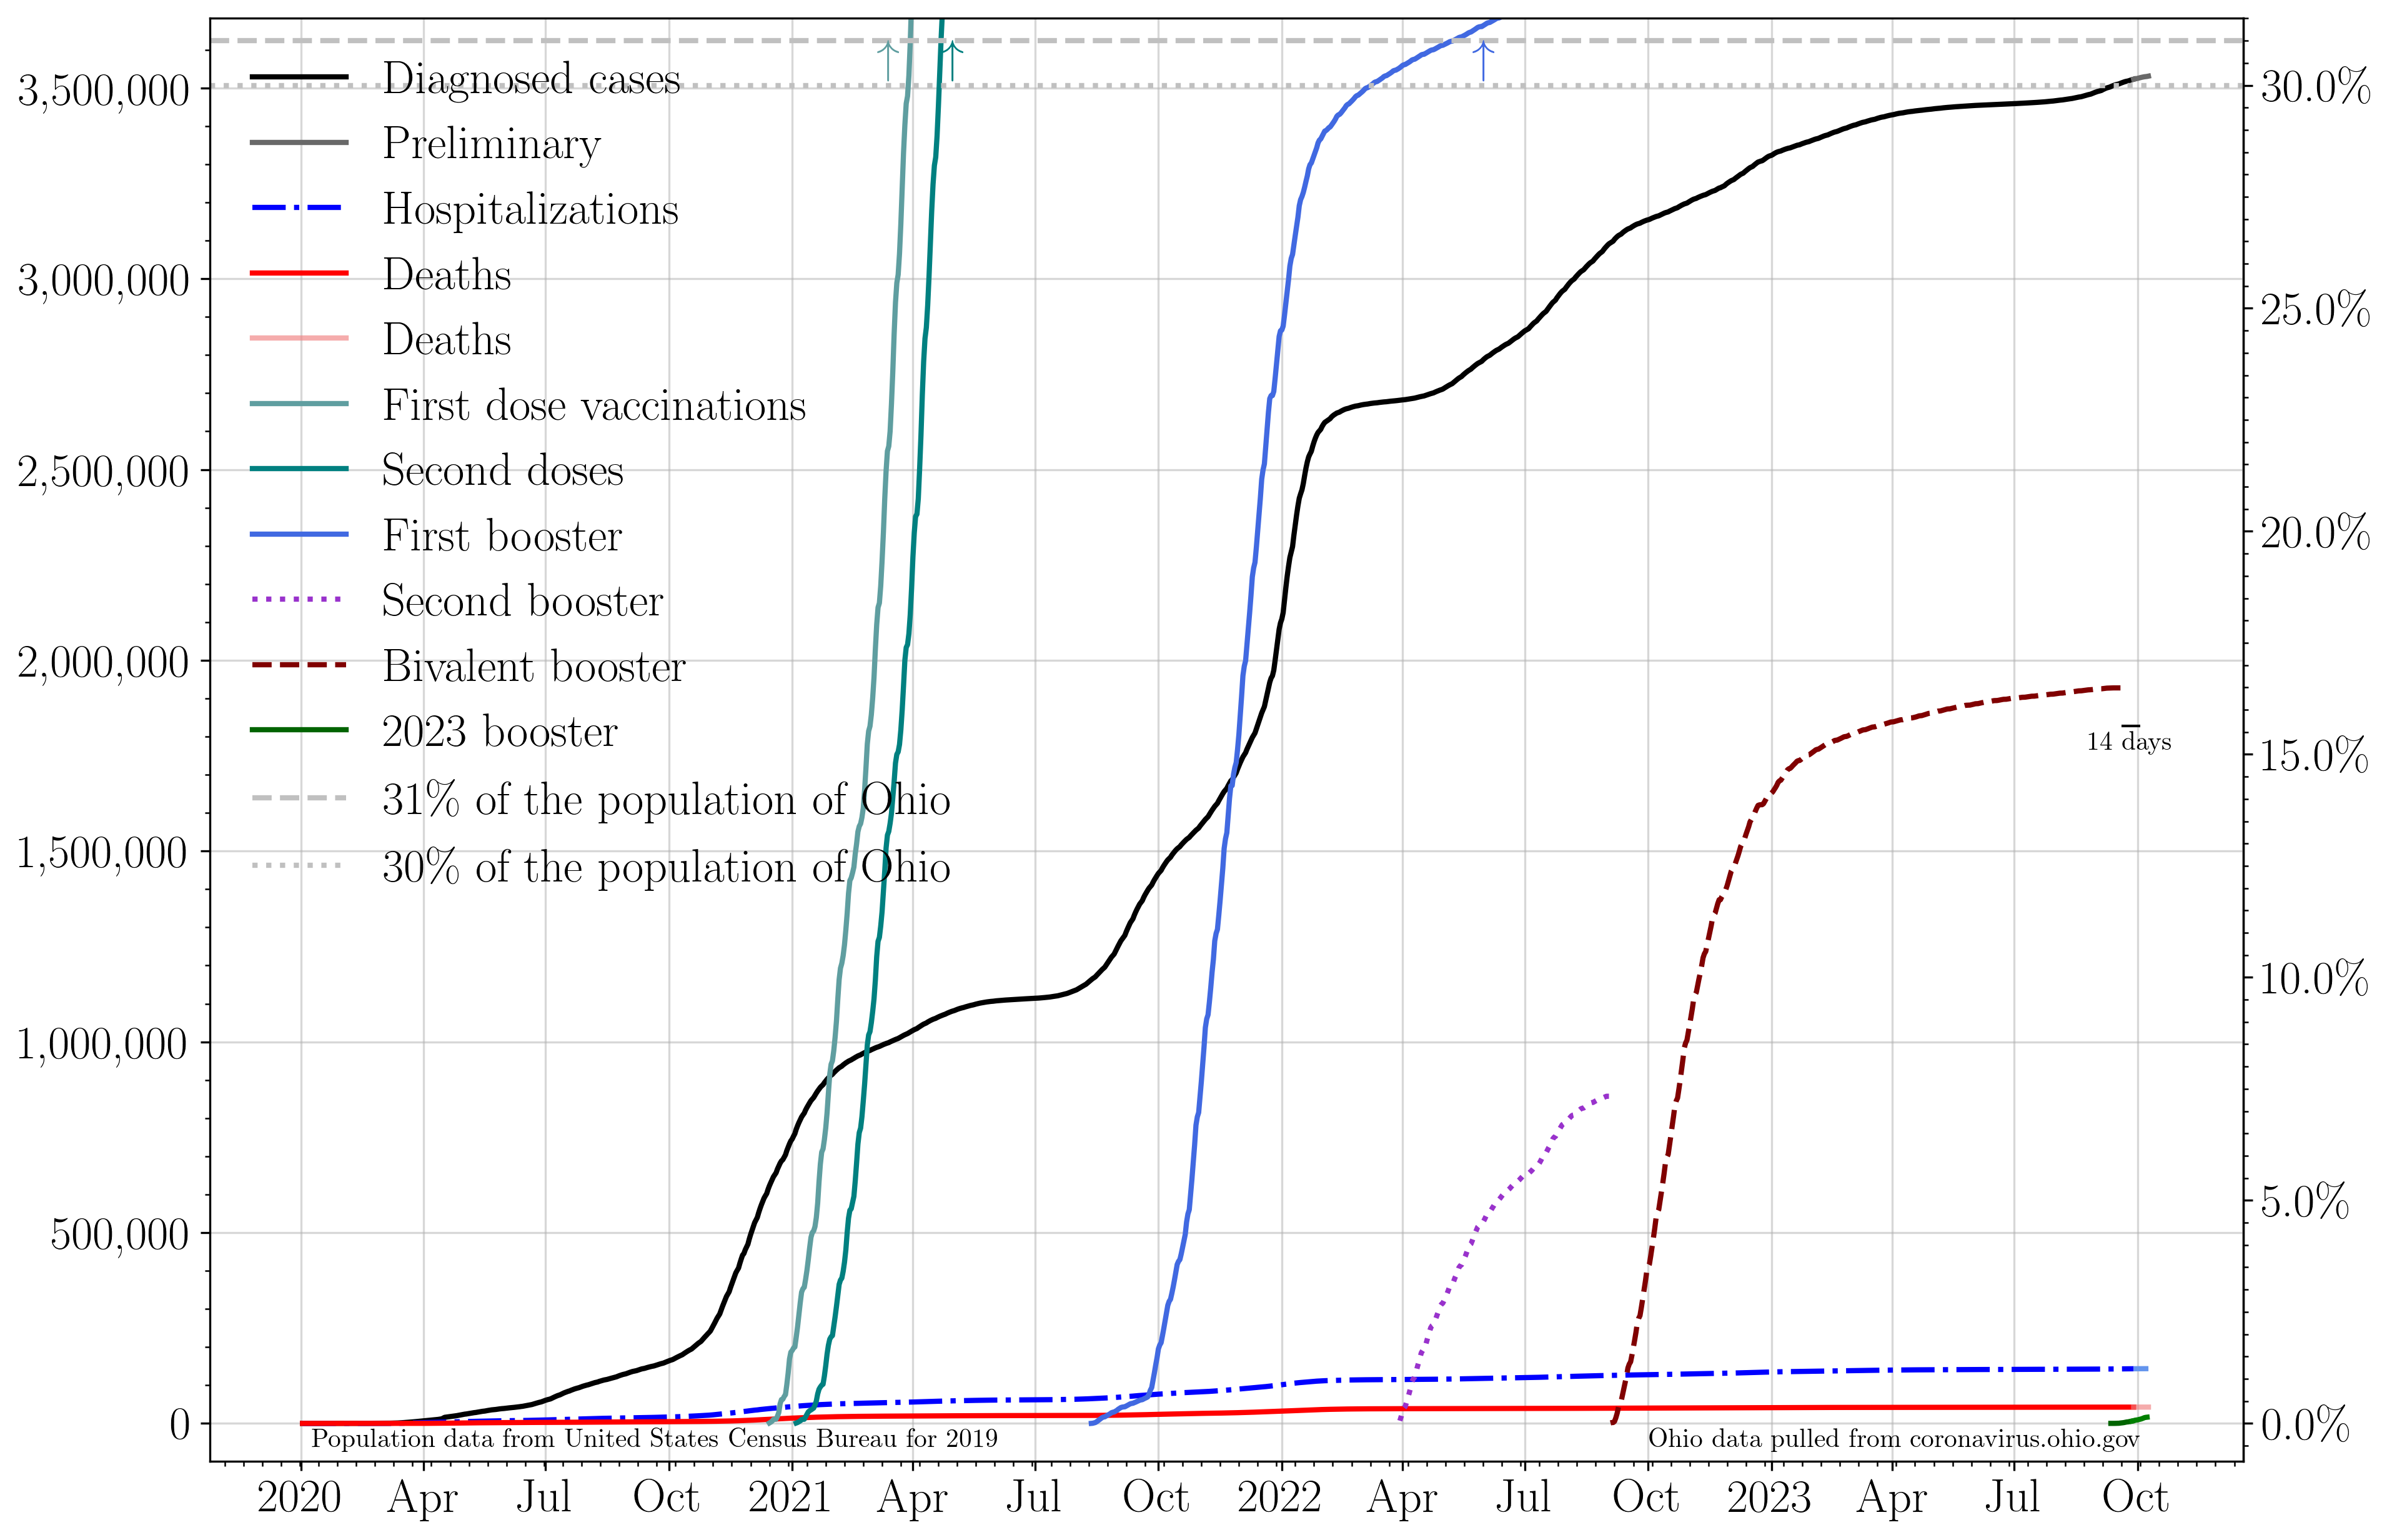 Diagnosed cases
Preliminary
Hospitalizations
Deaths
Deaths
First dose vaccinations
Second doses
First booster
Second booster
Bivalent booster
2023 booster
31% of the population of Ohio
30% of the population of Ohio
3,500,000
3,000,000
2,500,000
2,000,000
1,500,000
1,000,000
500,000
0
30.0%
25.0%
20.0%
15.0%
10.0%
5.0%
0.0%
14 days
Population data from United States Census Bureau for 2019
Ohio data pulled from coronavirus.ohio.gov
2020 Apr Jul Oct 2021 Apr Jul Oct 2022 Apr Jul Oct 2023 Apr Jul Oct